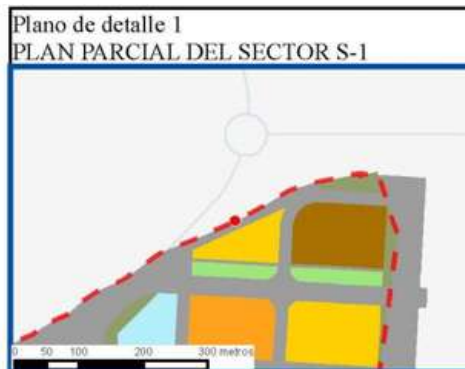 Plano de detalle 1
PLAN PARCIAL DEL SECTOR S-1
0 50 100 200 300 metros